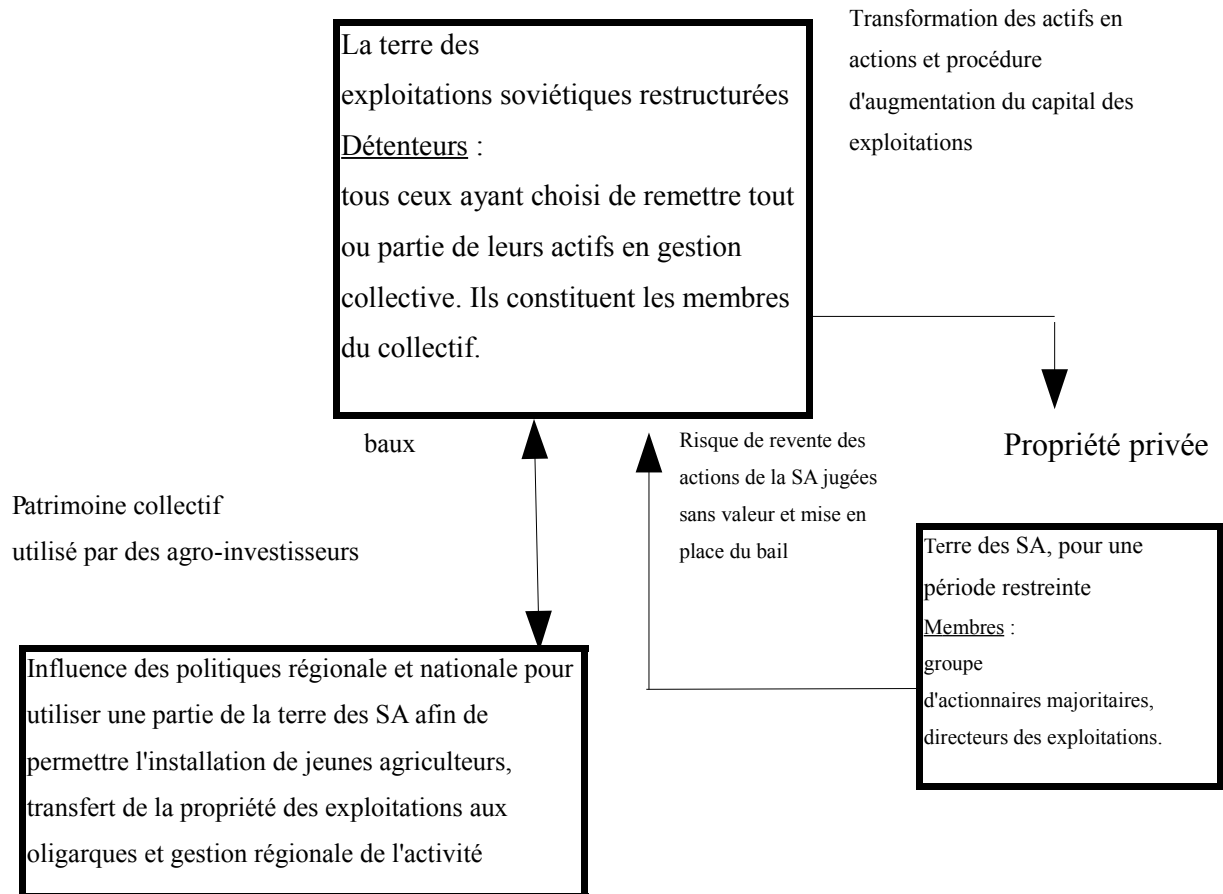 La terre des
exploitations soviétiques restructurées
Détenteurs :
tous ceux ayant choisi de remettre tout
ou partie de leurs actifs en gestion
collective. Ils constituent les membres
du collectif.
Transformation des actifs en
actions et procédure
d'augmentation du capital des
exploitations
baux
Risque de revente des
actions de la SA jugées
sans valeur et mise en
place du bail
Propriété privée
Patrimoine collectif
utilisé par des agro-investisseurs
Terre des SA, pour une
période restreinte
Membres :
groupe
d'actionnaires majoritaires,
directeurs des exploitations.
Influence des politiques régionale et nationale pour
utiliser une partie de la terre des SA afin de
permettre l'installation de jeunes agriculteurs,
transfert de la propriété des exploitations aux
oligarques et gestion régionale de l'activité